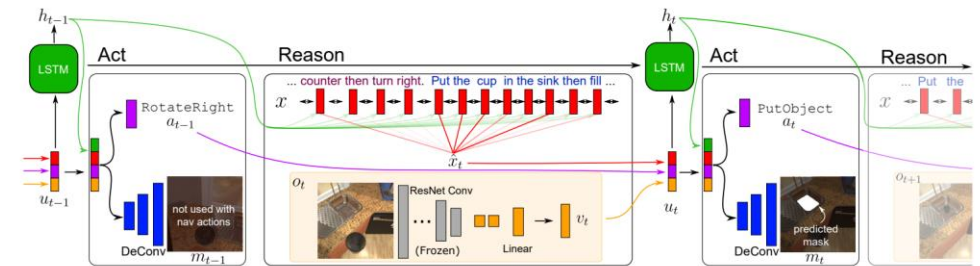 h_{t-1}
LSTM
Act
Reason
... counter then turn right. Put the cup in the sink then fill ...
x
RotateRight
a_{t-1}
u_{t-1}
DeConv
not used with
nav actions
m_{t-1}
x̂_t
o_t
ResNet Conv
...
(Frozen)
Linear
v_t
h_t
LSTM
Act
Reason
... Put the
x
PutObject
a_t
u_t
DeConv
predicted
mask
m_t
o_{t+1}